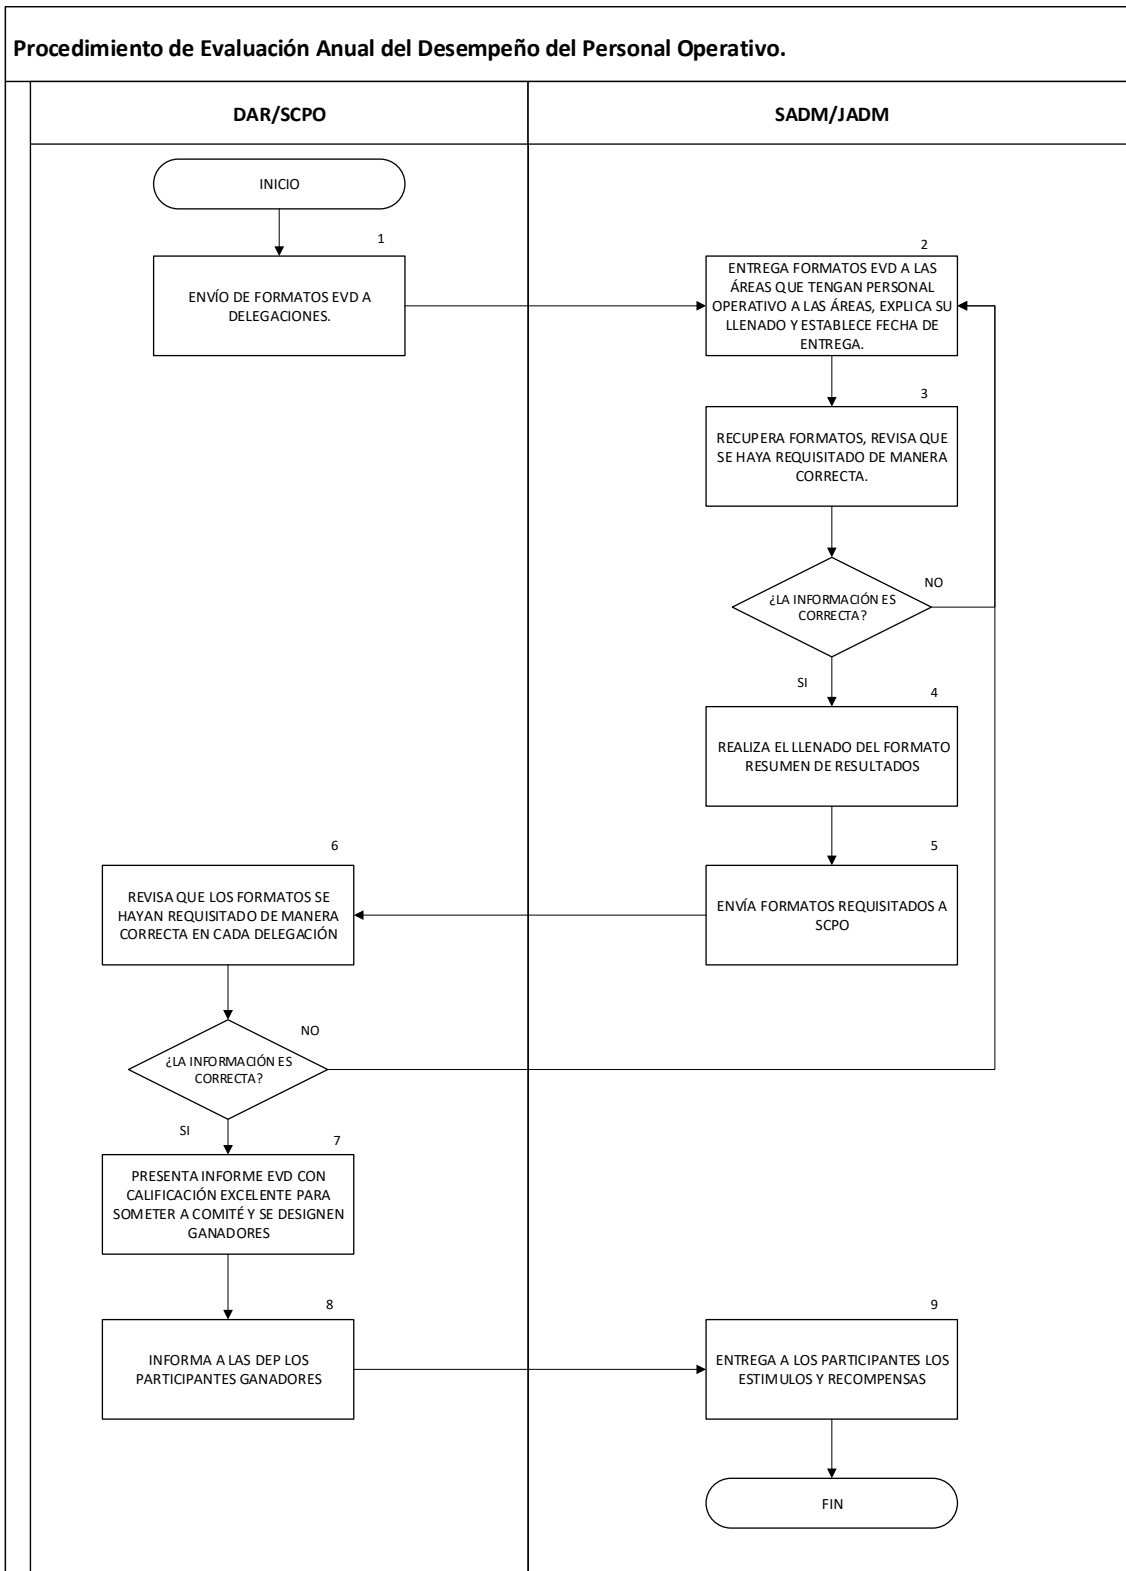 Procedimiento de Evaluación Anual del Desempeño del Personal Operativo.
DAR/SCPO
SADM/JADM
INICIO
1
ENVÍO DE FORMATOS EVD A
DELEGACIONES.
2
ENTREGA FORMATOS EVD A LAS
ÁREAS QUE TENGAN PERSONAL
OPERATIVO A LAS ÁREAS, EXPLICA SU
LLENADO Y ESTABLECE FECHA DE
ENTREGA.
3
RECUPERA FORMATOS, REVISA QUE
SE HAYA REQUISITADO DE MANERA
CORRECTA.
¿LA INFORMACIÓN ES
CORRECTA?
NO
SI
4
REALIZA EL LLENADO DEL FORMATO
RESUMEN DE RESULTADOS
5
ENVÍA FORMATOS REQUISITADOS A
SCPO
6
REVISA QUE LOS FORMATOS SE
HAYAN REQUISITADO DE MANERA
CORRECTA EN CADA DELEGACIÓN
¿LA INFORMACIÓN ES
CORRECTA?
NO
SI
7
PRESENTA INFORME EVD CON
CALIFICACIÓN EXCELENTE PARA
SOMETER A COMITÉ Y SE DESIGNEN
GANADORES
8
INFORMA A LAS DEP LOS
PARTICIPANTES GANADORES
9
ENTREGA A LOS PARTICIPANTES LOS
ESTIMULOS Y RECOMPENSAS
FIN